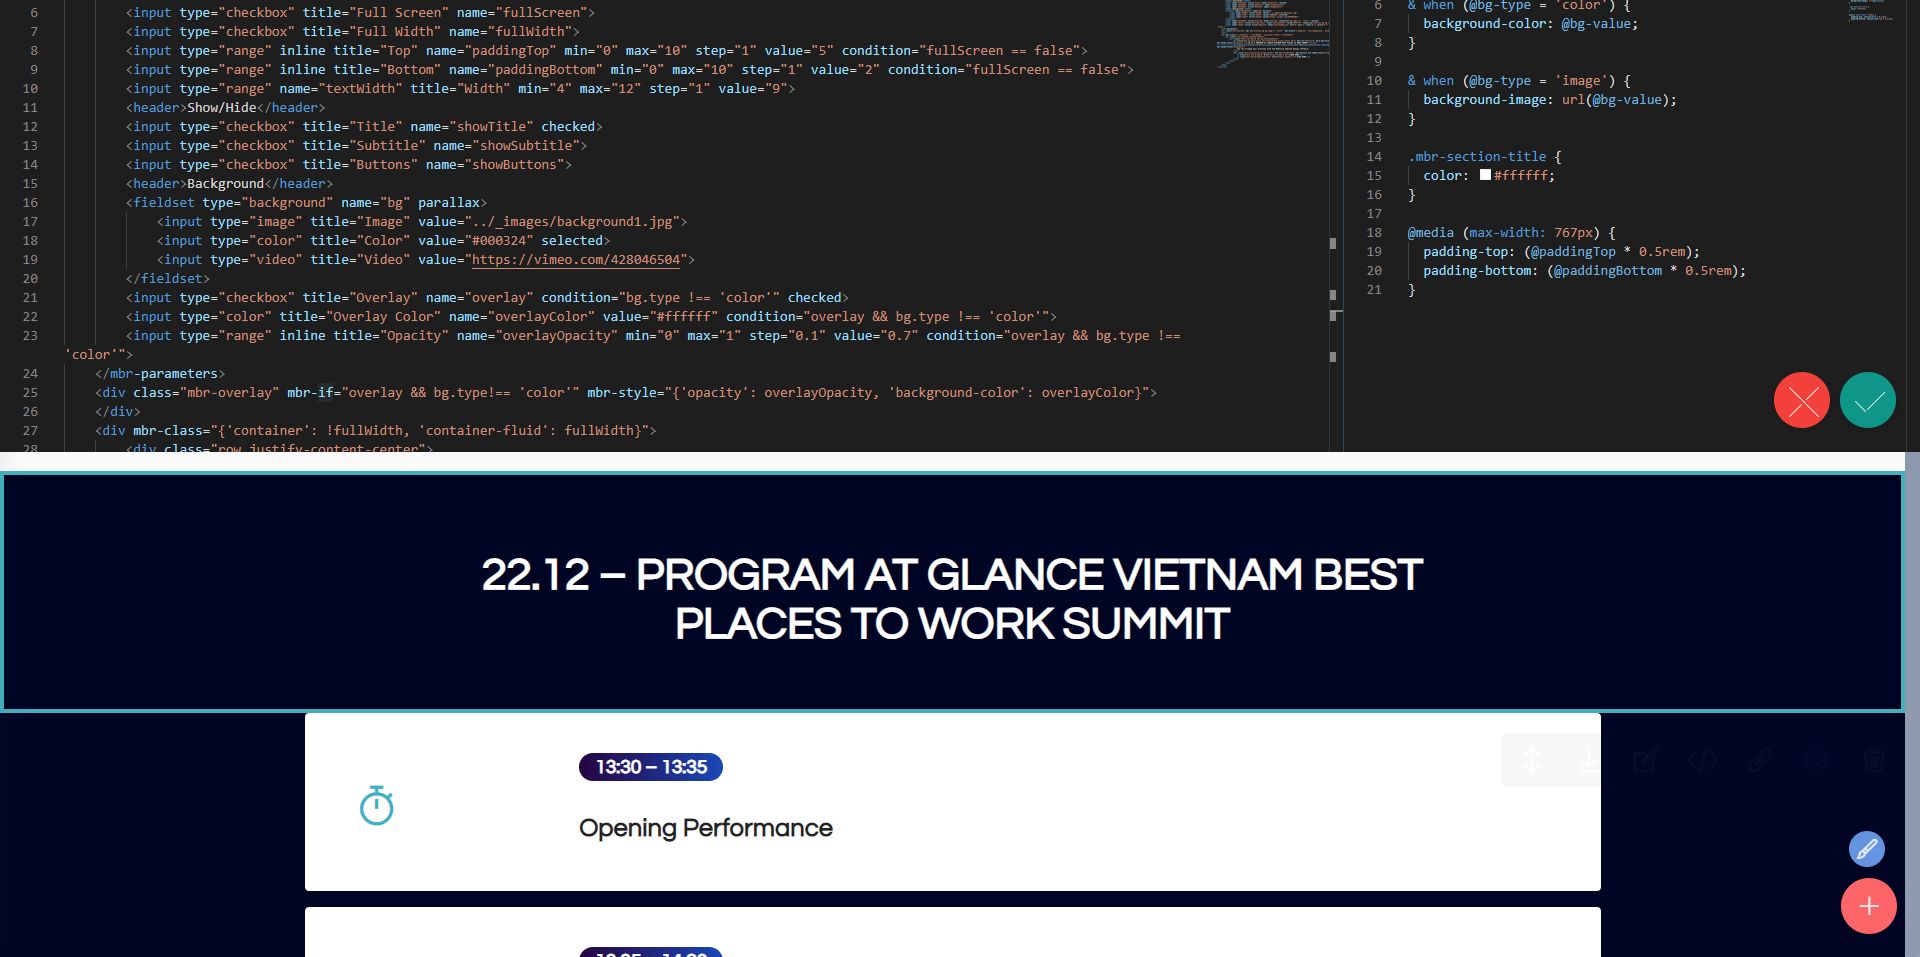 6 <input type="checkbox" title="Full Screen" name="fullScreen">
7 <input type="checkbox" title="Full Width" name="fullWidth">
8 <input type="range" inline title="Top" name="paddingTop" min="0" max="10" step="1" value="5" condition="fullScreen == false">
9 <input type="range" inline title="Bottom" name="paddingBottom" min="0" max="10" step="1" value="2" condition="fullScreen == false">
10 <input type="range" name="textWidth" title="Width" min="4" max="12" step="1" value="9">
11 <header>Show/Hide</header>
12 <input type="checkbox" title="Title" name="showTitle" checked>
13 <input type="checkbox" title="Subtitle" name="showSubtitle">
14 <input type="checkbox" title="Buttons" name="showButtons">
15 <header>Background</header>
16 <fieldset type="background" name="bg" parallax>
17 <input type="image" title="Image" value="../_images/background1.jpg">
18 <input type="color" title="Color" value="#000324" selected>
19 <input type="video" title="Video" value="https://vimeo.com/428046504">
20 </fieldset>
21 <input type="checkbox" title="Overlay" name="overlay" condition="bg.type !== 'color'" checked>
22 <input type="color" title="Overlay Color" name="overlayColor" value="#ffffff" condition="overlay && bg.type !== 'color'">
23 <input type="range" inline title="Opacity" name="overlayOpacity" min="0" max="1" step="0.1" value="0.7" condition="overlay && bg.type !==
'color'">
24 </mbr-parameters>
25 <div class="mbr-overlay" mbr-if="overlay && bg.type!== 'color'" mbr-style="{'opacity': overlayOpacity, 'background-color': overlayColor}">
26 </div>
27 <div mbr-class="{'container': !fullWidth, 'container-fluid': fullWidth}">
28 <div class="row justify-content-center">
6 & when (@bg-type = 'color') {
7 background-color: @bg-value;
8 }
9
10 & when (@bg-type = 'image') {
11 background-image: url(@bg-value);
12 }
13
14 .mbr-section-title {
15 color: #ffffff;
16 }
17
18 @media (max-width: 767px) {
19 padding-top: (@paddingTop * 0.5rem);
20 padding-bottom: (@paddingBottom * 0.5rem);
21 }
22.12 – PROGRAM AT GLANCE VIETNAM BEST
PLACES TO WORK SUMMIT
13:30 – 13:35
Opening Performance